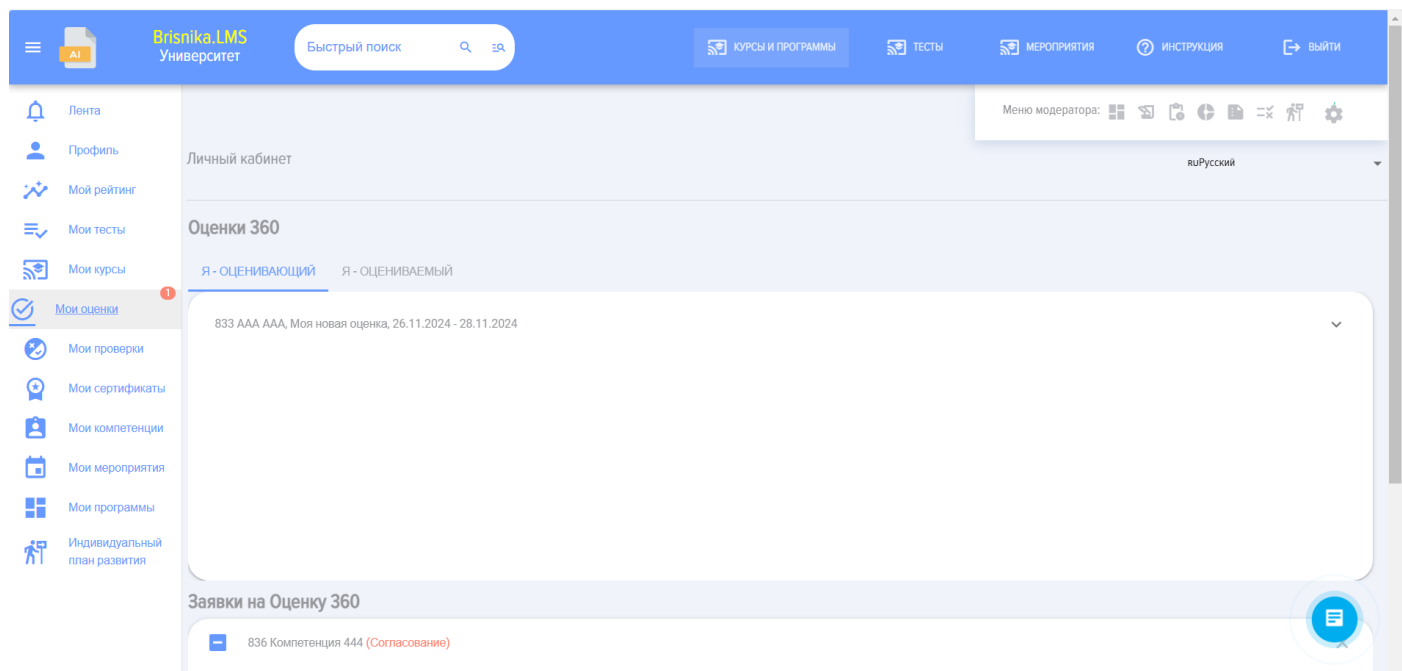 AI
Brisnika.LMS
Университет
Быстрый поиск
КУРСЫ И ПРОГРАММЫ
ТЕСТЫ
МЕРОПРИЯТИЯ
ИНСТРУКЦИЯ
ВЫЙТИ
Меню модератора:
Лента
Профиль
Мой рейтинг
Мои тесты
Мои курсы
Мои оценки
1
Мои проверки
Мои сертификаты
Мои компетенции
Мои мероприятия
Мои программы
Индивидуальный
план развития
Личный кабинет
ruРусский
Оценки 360
Я - ОЦЕНИВАЮЩИЙ
Я - ОЦЕНИВАЕМЫЙ
833 ААА ААА, Моя новая оценка, 26.11.2024 - 28.11.2024
Заявки на Оценку 360
836 Компетенция 444 (Согласование)